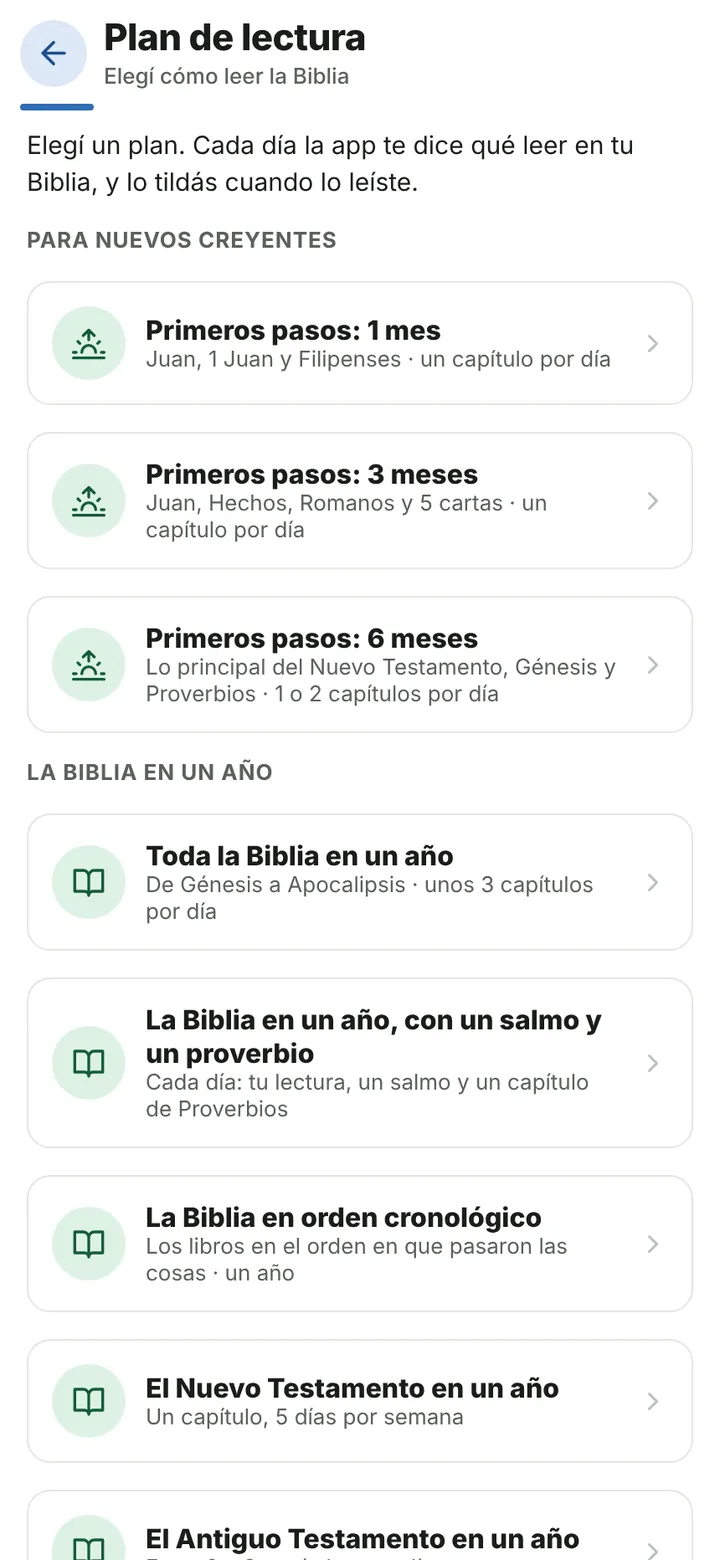 Plan de lectura
Elegí cómo leer la Biblia
Elegí un plan. Cada día la app te dice qué leer en tu
Biblia, y lo tildás cuando lo leíste.
PARA NUEVOS CREYENTES
Primeros pasos: 1 mes
Juan, 1 Juan y Filipenses · un capítulo por día
Primeros pasos: 3 meses
Juan, Hechos, Romanos y 5 cartas · un
capítulo por día
Primeros pasos: 6 meses
Lo principal del Nuevo Testamento, Génesis y
Proverbios · 1 o 2 capítulos por día
LA BIBLIA EN UN AÑO
Toda la Biblia en un año
De Génesis a Apocalipsis · unos 3 capítulos
por día
La Biblia en un año, con un salmo y
un proverbio
Cada día: tu lectura, un salmo y un capítulo
de Proverbios
La Biblia en orden cronológico
Los libros en el orden en que pasaron las
cosas · un año
El Nuevo Testamento en un año
Un capítulo, 5 días por semana
El Antiguo Testamento en un año